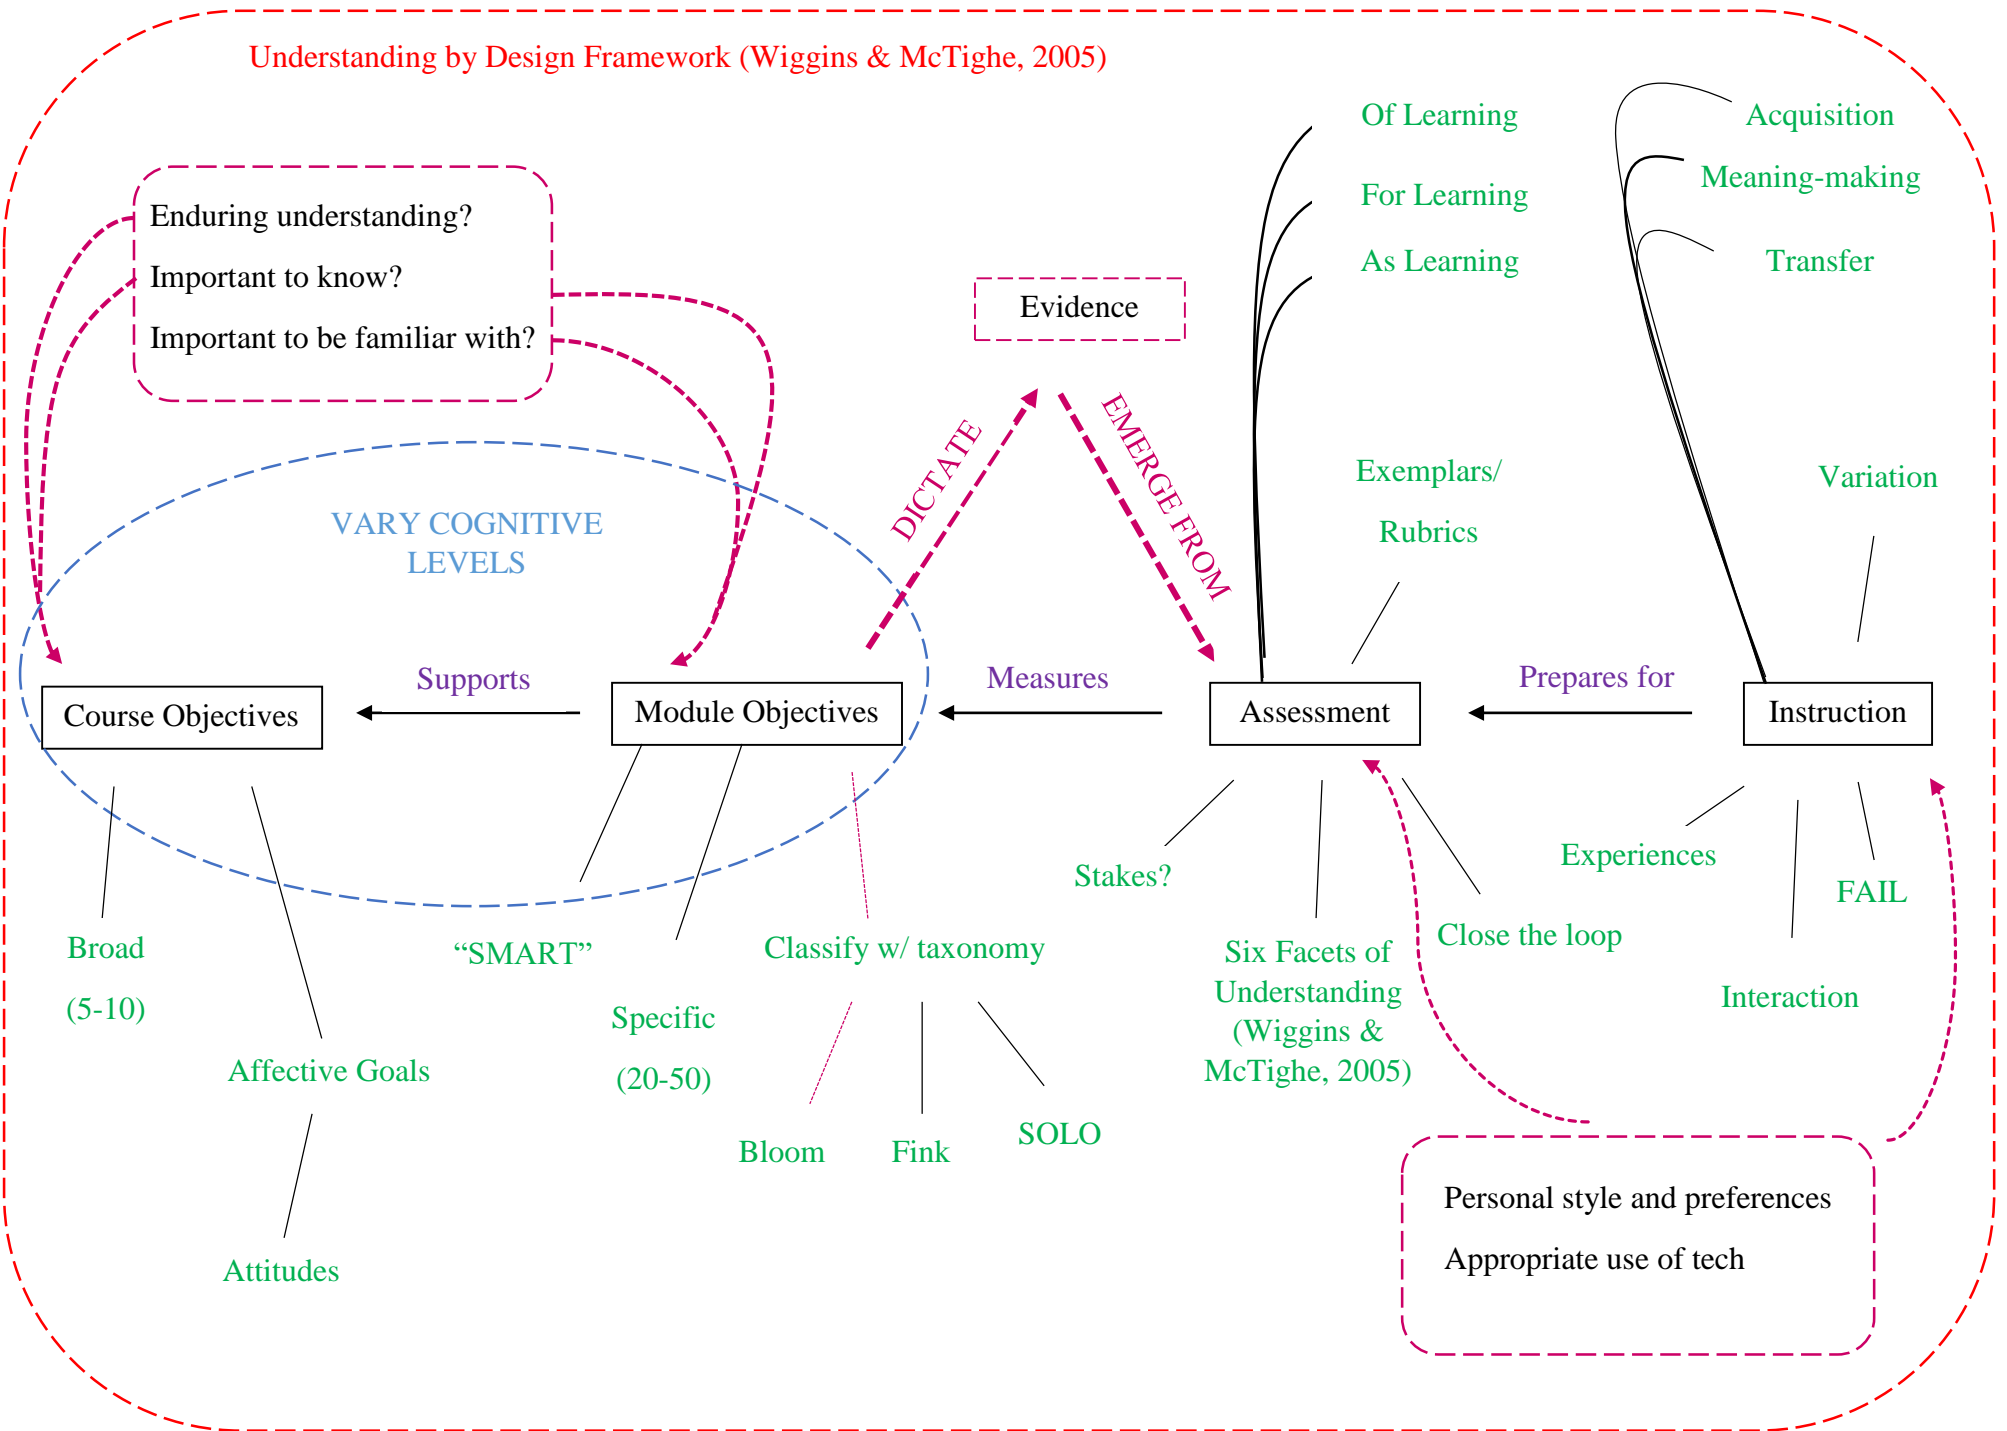 Understanding by Design Framework (Wiggins & McTighe, 2005)
Enduring understanding?
Important to know?
Important to be familiar with?
Evidence
Of Learning
For Learning
As Learning
Acquisition
Meaning-making
Transfer
DICTATE
EMERGE FROM
Exemplars/
Rubrics
Variation
VARY COGNITIVE
LEVELS
Supports
Measures
Prepares for
Course Objectives
Module Objectives
Assessment
Instruction
Broad
(5-10)
Affective Goals
Attitudes
“SMART”
Specific
(20-50)
Classify w/ taxonomy
Bloom
Fink
SOLO
Stakes?
Six Facets of
Understanding
(Wiggins &
McTighe, 2005)
Close the loop
Experiences
Interaction
FAIL
Personal style and preferences
Appropriate use of tech